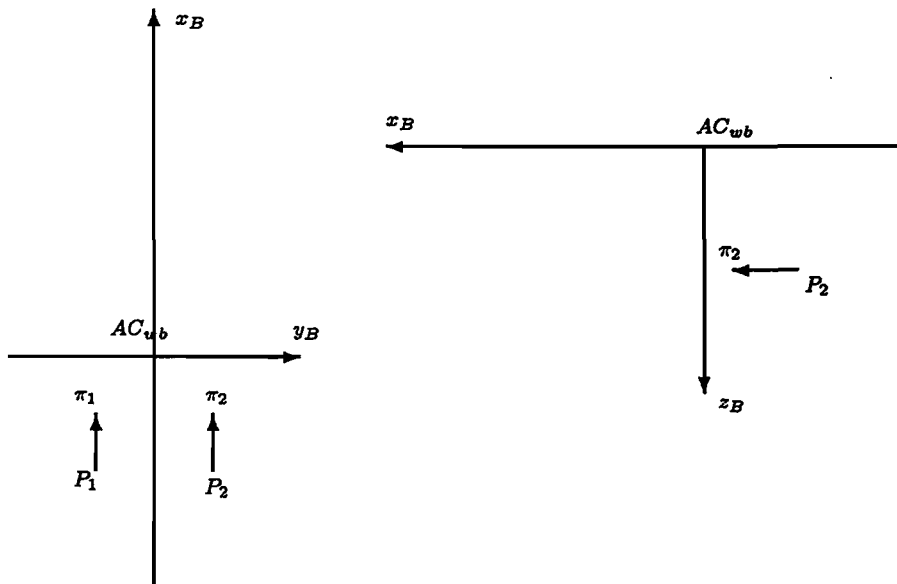 x_B
AC_wb
y_B
π_1
π_2
P_1
P_2
x_B
AC_wb
π_2
P_2
z_B